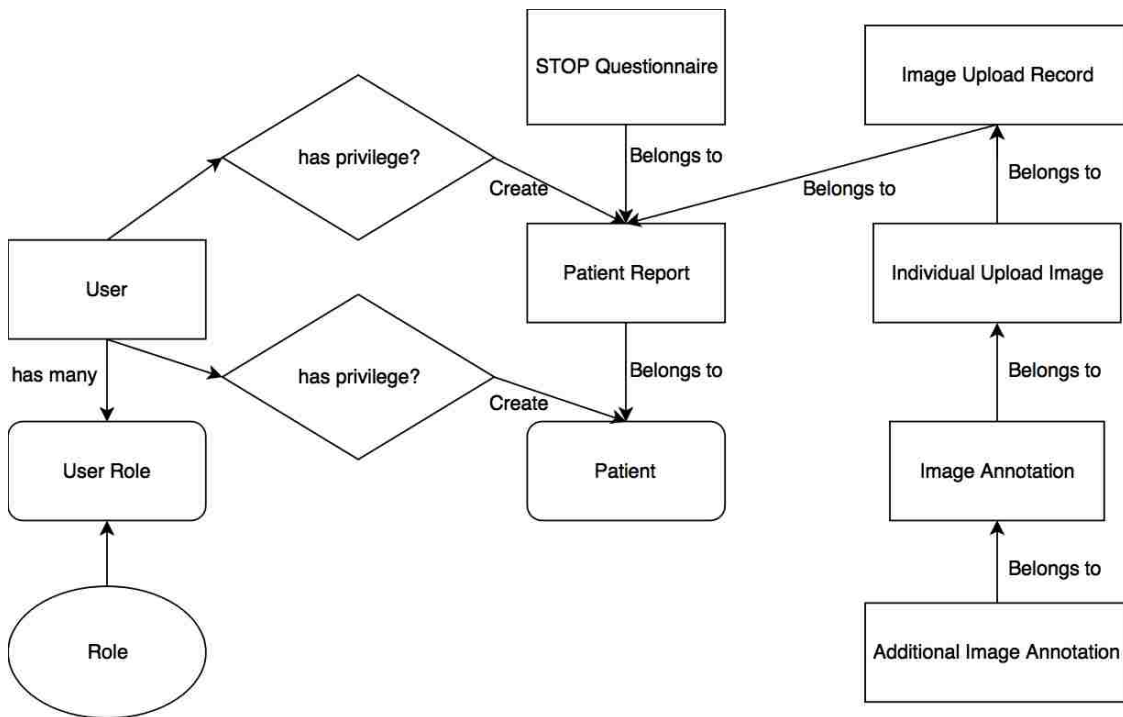 STOP Questionnaire
Image Upload Record
has privilege?
Belongs to
Belongs to
Create
Belongs to
User
Patient Report
Individual Upload Image
has many
has privilege?
Belongs to
Belongs to
Create
User Role
Patient
Image Annotation
Belongs to
Role
Additional Image Annotation